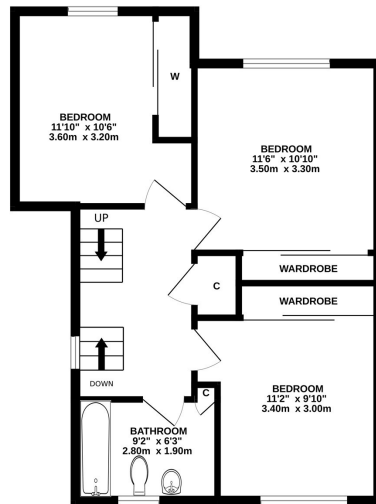 BEDROOM
11'10" x 10'6"
3.60m x 3.20m
W
BEDROOM
11'6" x 10'10"
3.50m x 3.30m
UP
WARDROBE
C
WARDROBE
DOWN
BEDROOM
11'2" x 9'10"
3.40m x 3.00m
C
BATHROOM
9'2" x 6'3"
2.80m x 1.90m